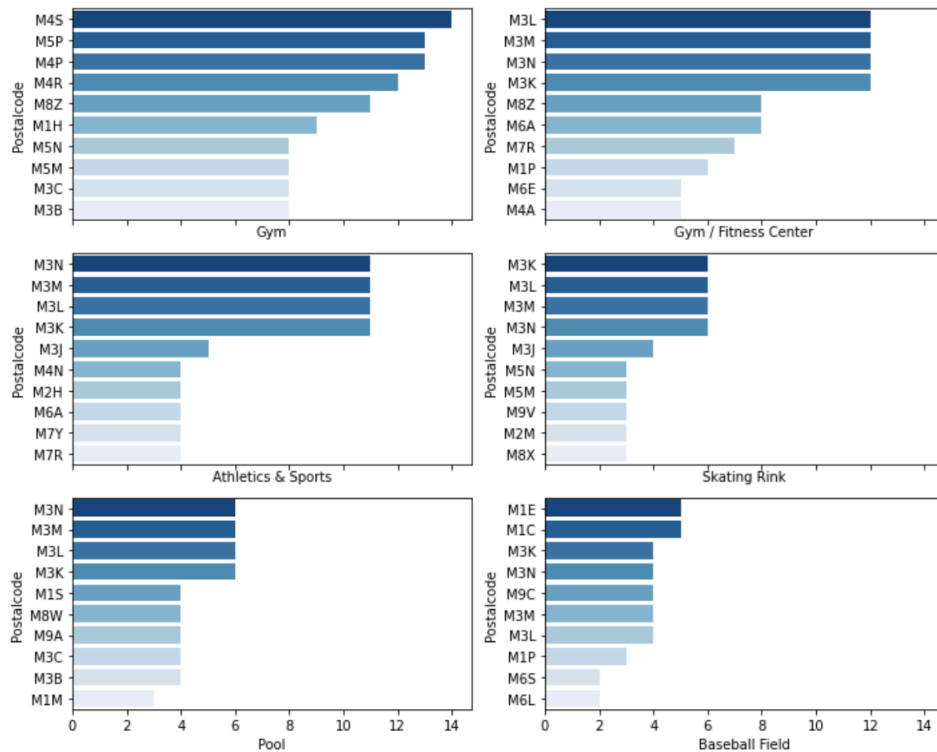 M4S
M5P
M4P
M4R
M8Z
M1H
M5N
M5M
M3C
M3B
Postalcode
Gym
M3L
M3M
M3N
M3K
M8Z
M6A
M7R
M1P
M6E
M4A
Postalcode
Gym / Fitness Center
M3N
M3M
M3L
M3K
M3J
M4N
M2H
M6A
M7Y
M7R
Postalcode
Athletics & Sports
M3K
M3L
M3M
M3N
M3J
M5N
M5M
M9V
M2M
M8X
Postalcode
Skating Rink
M3N
M3M
M3L
M3K
M1S
M8W
M9A
M3C
M3B
M1M
Postalcode
0 2 4 6 8 10 12 14
Pool
M1E
M1C
M3K
M3N
M9C
M3M
M3L
M1P
M6S
M6L
Postalcode
0 2 4 6 8 10 12 14
Baseball Field